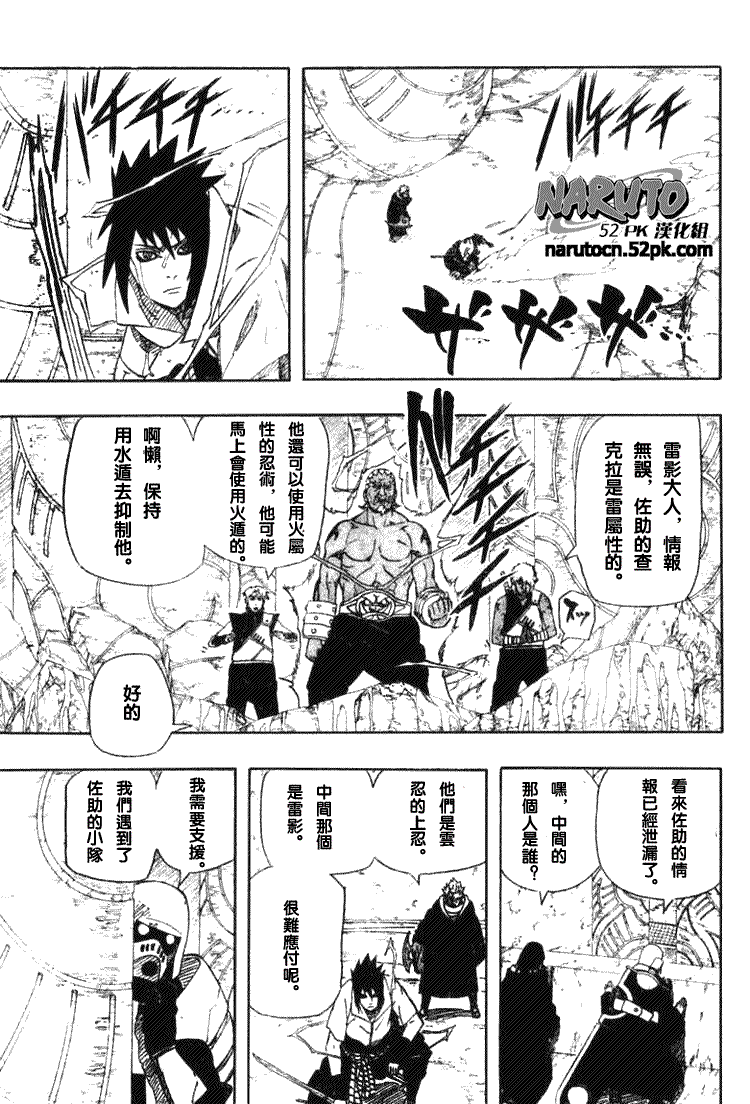 バチチチ
NARUTO
52 PK 漢化組
narutocn.52pk.com
ザザザ
バチチチ
雷影大人，情報
無誤，佐助的查
克拉是雷屬性的。
バチチチ
他還可以使用火屬
性的忍術，他可能
馬上會使用火遁的。
啊懶，保持
用水遁去抑制他。
好的
看來佐助的情
報已經泄漏了。
嘿，中間的
那個人是誰？
他們是雲
忍的上忍。
中間那個
是雷影。
很難應付呢。
我需要支援。
我們遇到了
佐助的小隊